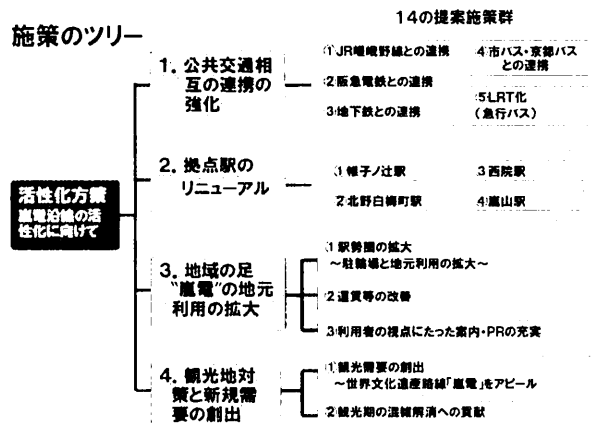 施策のツリー
14の提案施策群
活性化方策
嵐電沿線の活
性化に向けて
1. 公共交通相
互の連携の
強化
①JR嵯峨野線との連携
②阪急電鉄との連携
③地下鉄との連携
④市バス・京都バス
との連携
⑤LRT化
(急行バス)
2. 拠点駅の
リニューアル
①帷子ノ辻駅
②北野白梅町駅
③西院駅
④嵐山駅
3. 地域の足
"嵐電"の地元
利用の拡大
①駅勢圏の拡大
～駐輪場と地元利用の拡大～
②運賃等の改善
③利用者の視点にたった案内・PRの充実
4. 観光地対
策と新規需
要の創出
①観光需要の創出
～世界文化遺産路線「嵐電」をアピール
②観光期の混雑解消への貢献